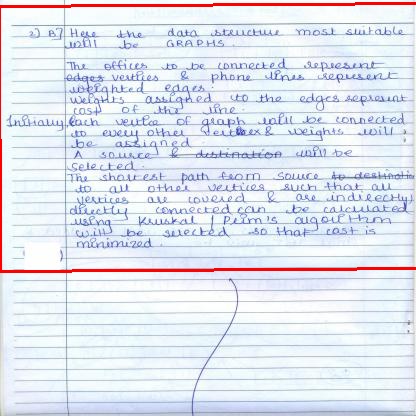 2) B] Here the data structure most suitable
will be GRAPHS.
The offices to be connected represent
edges vertics & phone lines represent
weighted edges.
Weights assigned to the edges represent
cost of the line.
Initially, Each vertix of graph will be connected
to every other vertex & weights will
be assigned.
A source & destination will be
selected.
The shortest path from source to destinatio
to all other vertices such that all
vertices are covered & are indirectly/
directly connected can be calculated
using Kruskal / Prim's algorithm
will be selected so that cost is
minimized.